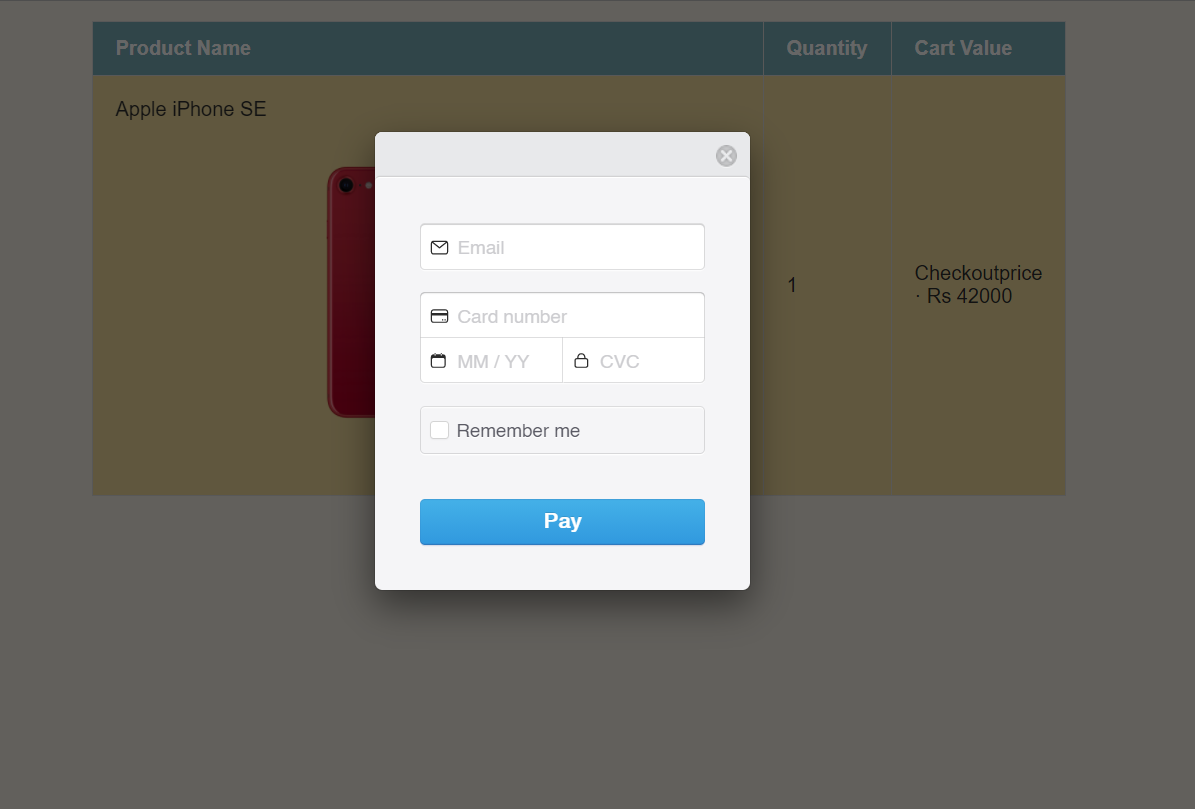 Product Name Quantity Cart Value
Apple iPhone SE
Email
1
Checkoutprice
· Rs 42000
Card number
MM / YY CVC
Remember me
Pay